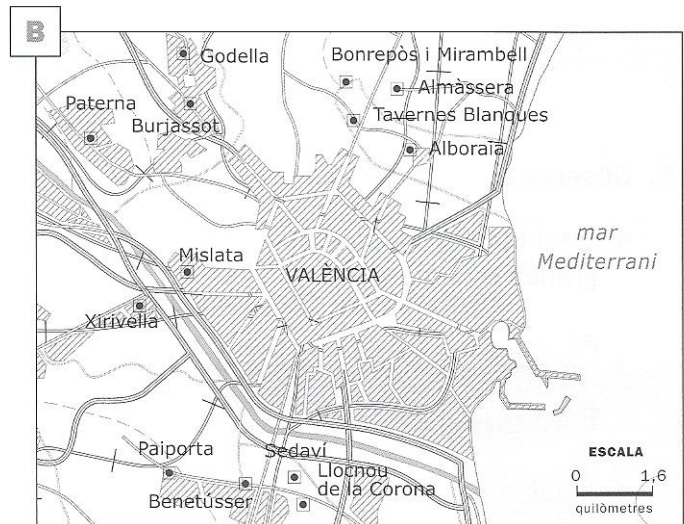 B
Godella
Bonrepòs i Mirambell
Paterna
Almàssera
Burjassot
Tavernes Blanques
Alboraia
mar
Mediterrani
Mislata
VALÈNCIA
Xirivella
Paiporta
Sedaví
Llocnou
de la Corona
Benetússer
ESCALA
0 1,6
quilòmetres